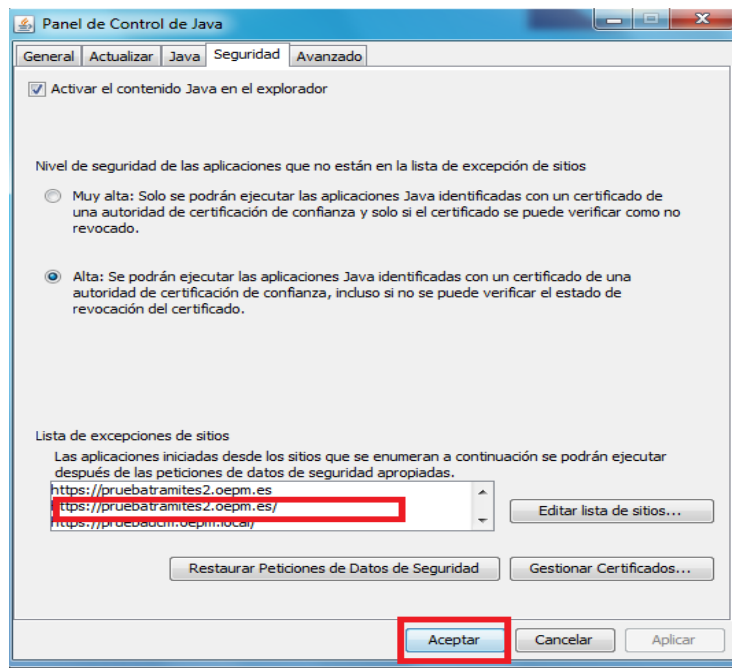 Panel de Control de Java
General Actualizar Java Seguridad Avanzado
Activar el contenido Java en el explorador
Nivel de seguridad de las aplicaciones que no están en la lista de excepción de sitios
Muy alta: Solo se podrán ejecutar las aplicaciones Java identificadas con un certificado de
una autoridad de certificación de confianza y solo si el certificado se puede verificar como no
revocado.
Alta: Se podrán ejecutar las aplicaciones Java identificadas con un certificado de una
autoridad de certificación de confianza, incluso si no se puede verificar el estado de
revocación del certificado.
Lista de excepciones de sitios
Las aplicaciones iniciadas desde los sitios que se enumeran a continuación se podrán ejecutar
después de las peticiones de datos de seguridad apropiadas.
https://pruebatramites2.oepm.es
https://pruebatramites2.oepm.es/
https://pruebaucm.oepm.local/
Editar lista de sitios...
Restaurar Peticiones de Datos de Seguridad Gestionar Certificados...
Aceptar Cancelar Aplicar